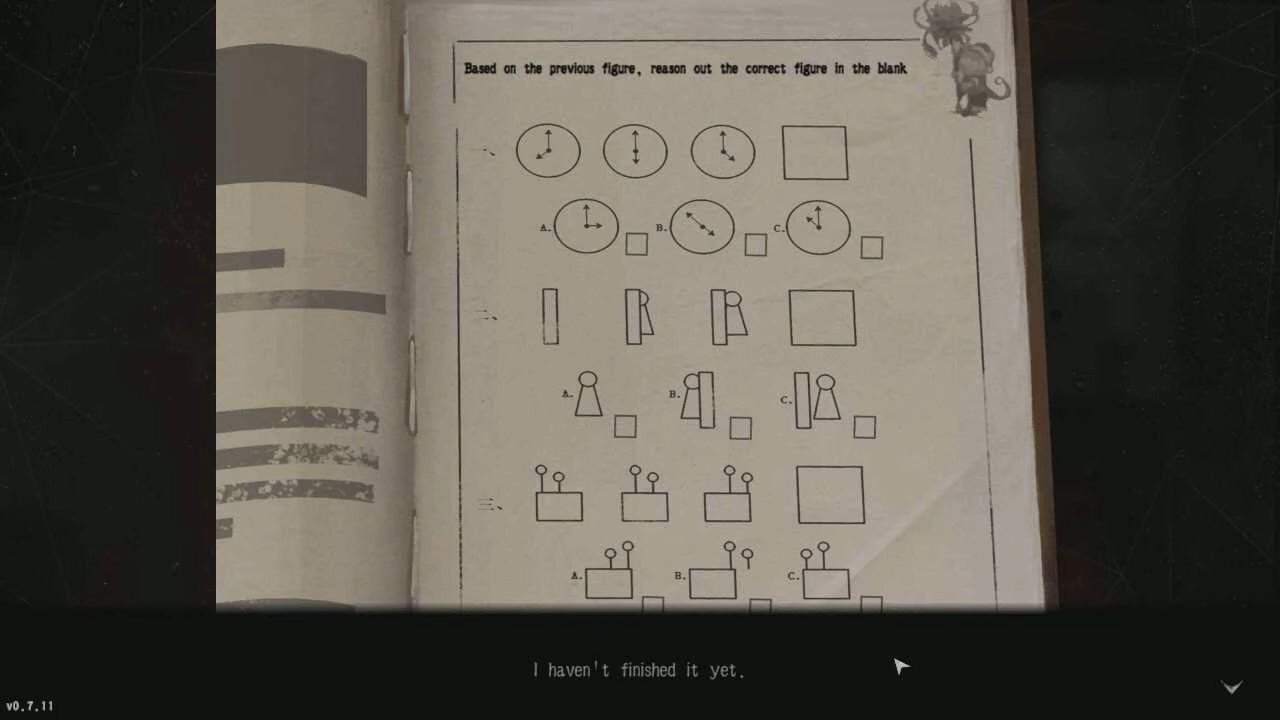 Based on the previous figure, reason out the correct figure in the blank
A. B. C.
A. B. C.
A. B. C.
I haven't finished it yet.
v0.7.11